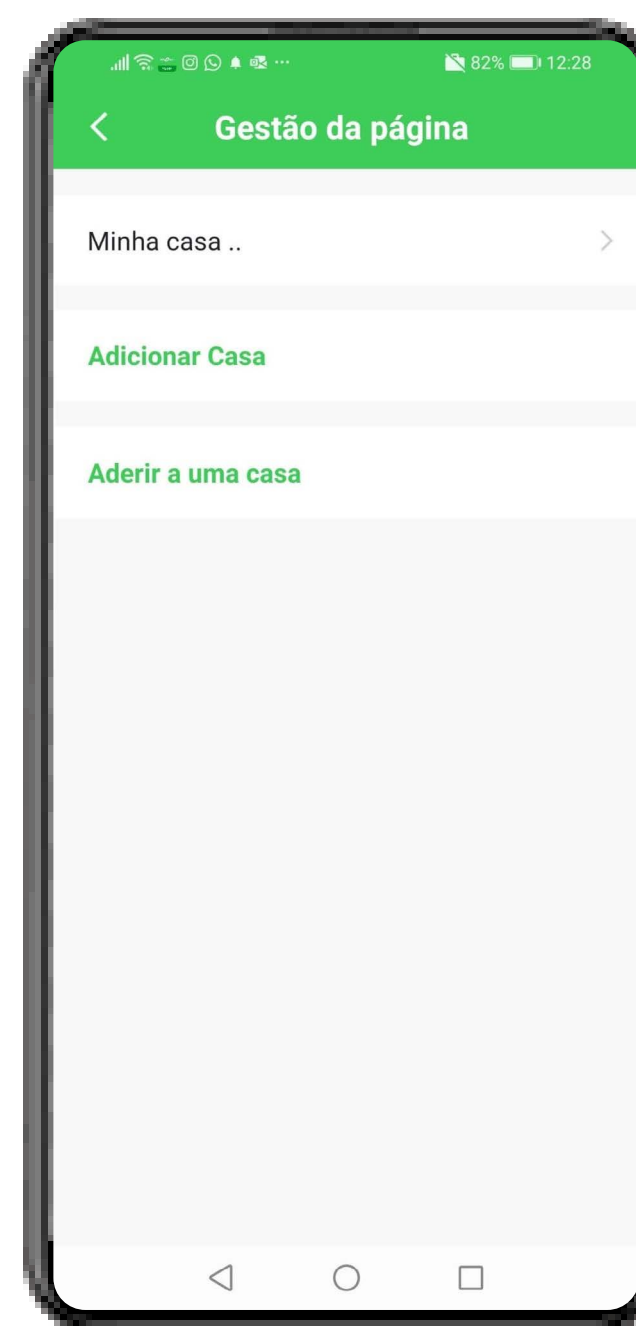 82% 12:28
Gestão da página
Minha casa ..
Adicionar Casa
Aderir a uma casa